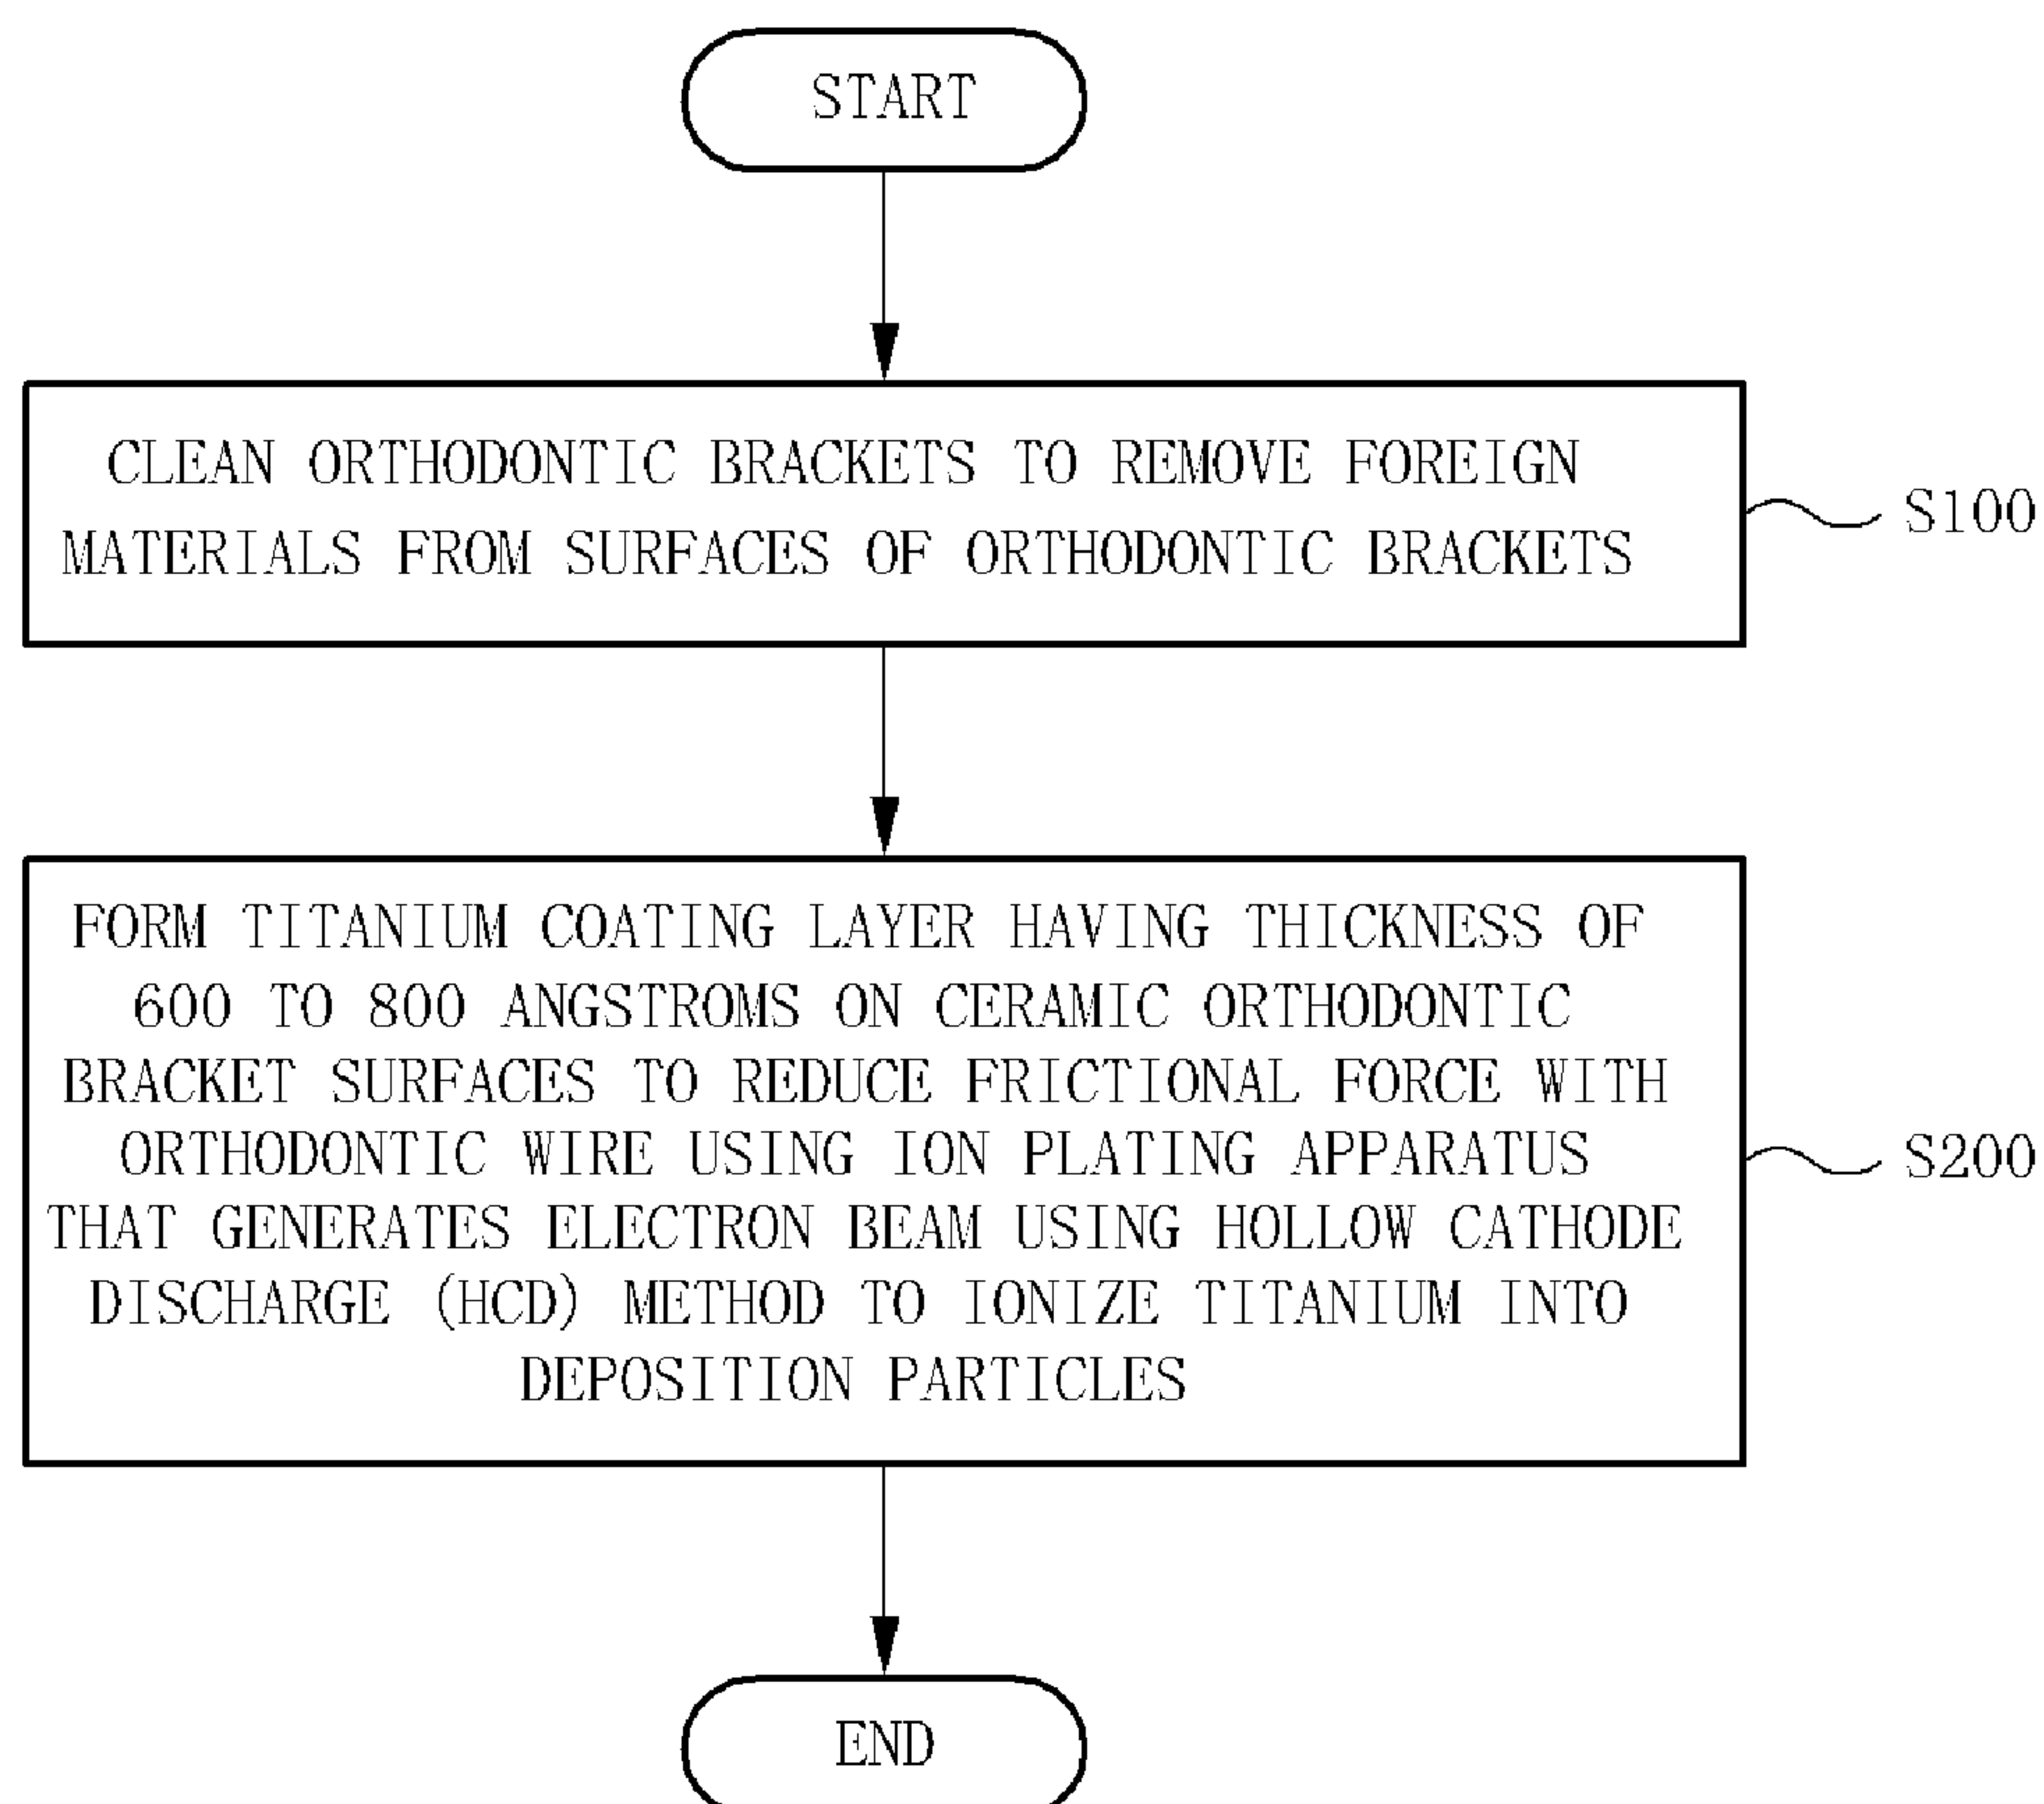 START
CLEAN ORTHODONTIC BRACKETS TO REMOVE FOREIGN
MATERIALS FROM SURFACES OF ORTHODONTIC BRACKETS
S100
FORM TITANIUM COATING LAYER HAVING THICKNESS OF
600 TO 800 ANGSTROMS ON CERAMIC ORTHODONTIC
BRACKET SURFACES TO REDUCE FRICTIONAL FORCE WITH
ORTHODONTIC WIRE USING ION PLATING APPARATUS
THAT GENERATES ELECTRON BEAM USING HOLLOW CATHODE
DISCHARGE (HCD) METHOD TO IONIZE TITANIUM INTO
DEPOSITION PARTICLES
S200
END